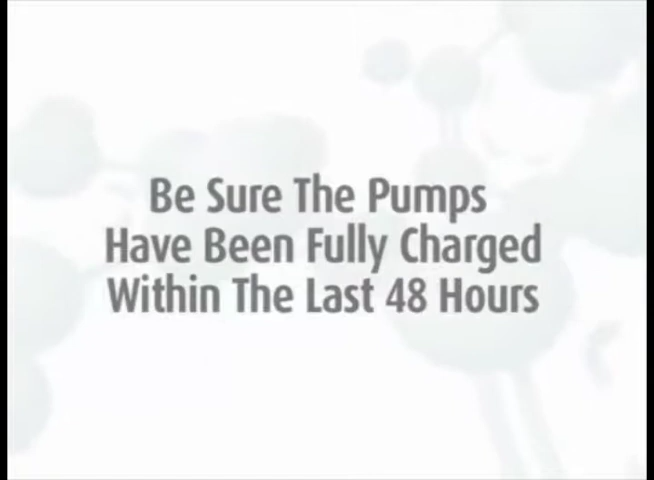 Be Sure The Pumps
Have Been Fully Charged
Within The Last 48 Hours